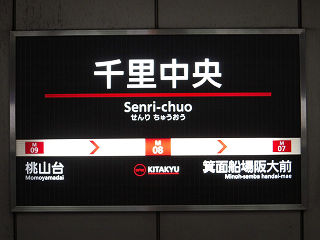 千里中央
Senri-chuo
せんり ちゅうおう
M
09
M
08
M
07
桃山台
Momoyamadai
KITAKYU
箕面船場阪大前
Minoh-semba handai-mae